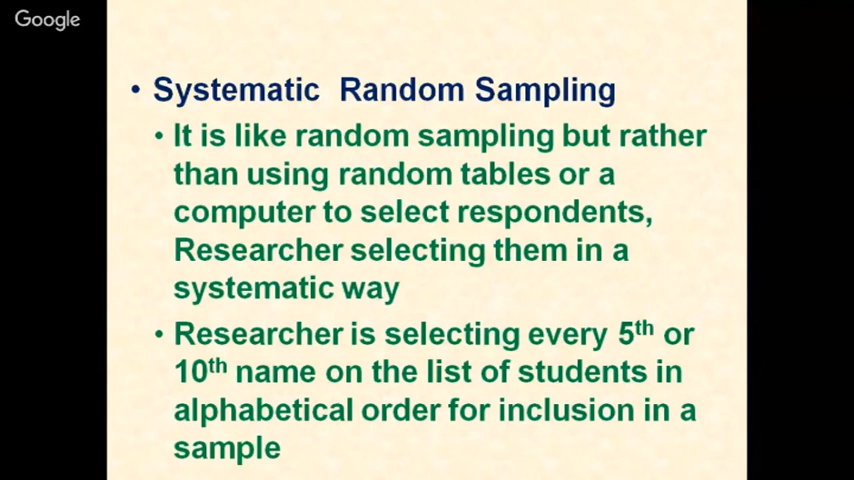 Google
• Systematic Random Sampling
• It is like random sampling but rather
than using random tables or a
computer to select respondents,
Researcher selecting them in a
systematic way
• Researcher is selecting every 5th or
10th name on the list of students in
alphabetical order for inclusion in a
sample